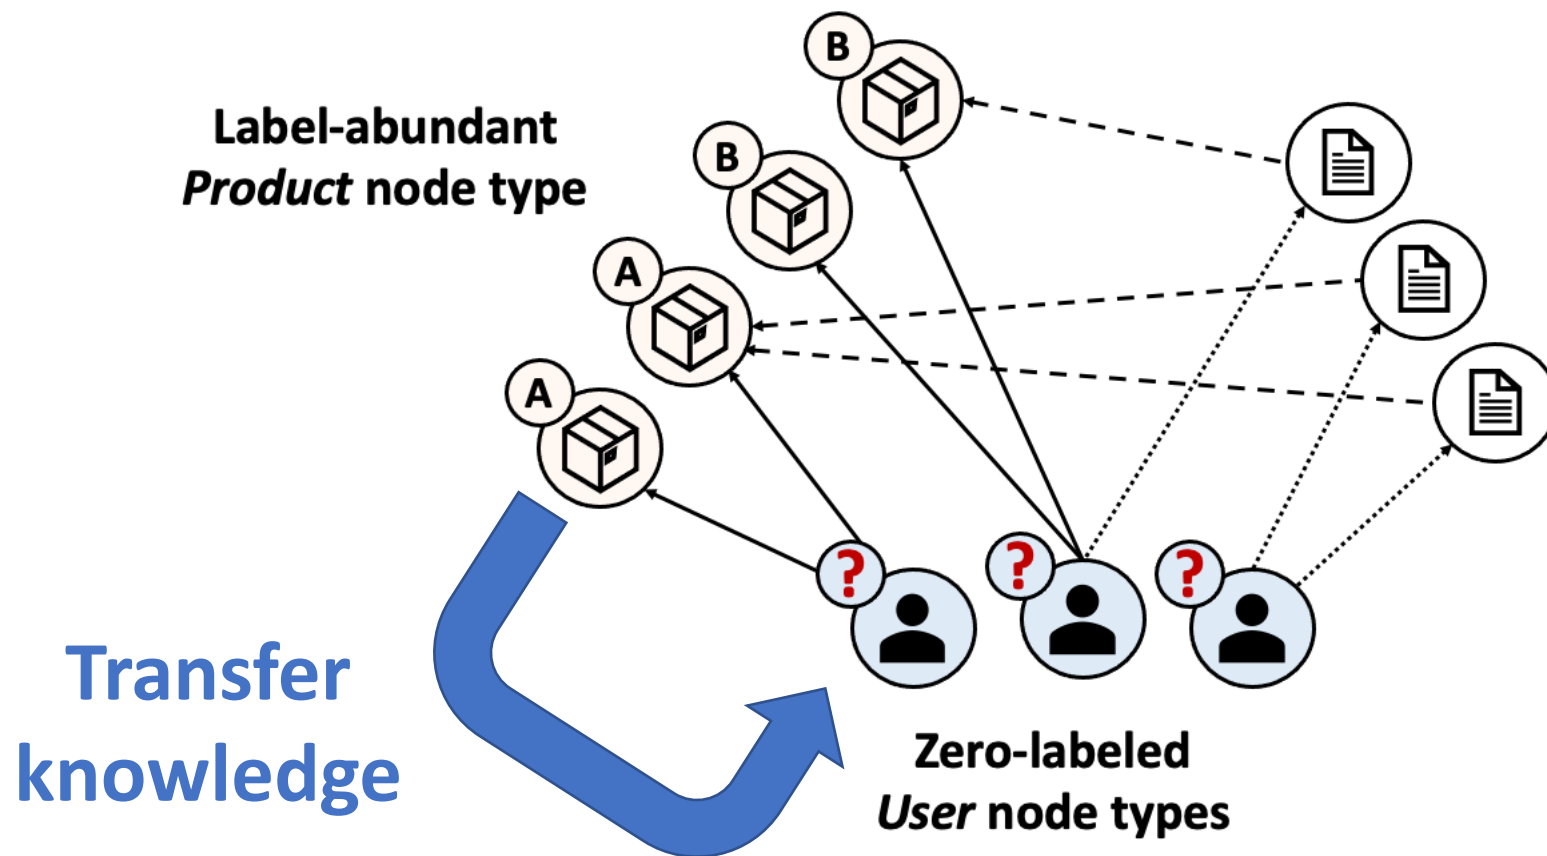 B
Label-abundant
B
Product node type
A
A
? ? ?
Transfer
knowledge
Zero-labeled
User node types